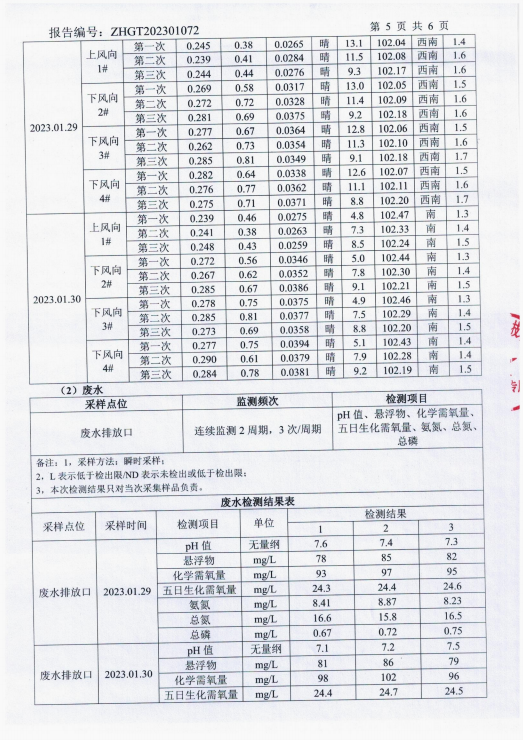 报告编号：ZHGT202301072 第 5 页 共 6 页
2023.01.29 上风向1# 第一次 0.245 0.38 0.0265 晴 13.1 102.04 西南 1.4
第二次 0.239 0.41 0.0284 晴 11.5 102.08 西南 1.6
第三次 0.244 0.44 0.0276 晴 9.3 102.17 西南 1.6
下风向2# 第一次 0.269 0.58 0.0317 晴 13.0 102.05 西南 1.5
第二次 0.272 0.72 0.0328 晴 11.4 102.09 西南 1.6
第三次 0.281 0.69 0.0375 晴 9.2 102.18 西南 1.6
下风向3# 第一次 0.277 0.67 0.0364 晴 12.8 102.06 西南 1.5
第二次 0.262 0.73 0.0354 晴 11.3 102.10 西南 1.6
第三次 0.285 0.81 0.0349 晴 9.1 102.18 西南 1.7
下风向4# 第一次 0.282 0.64 0.0338 晴 12.6 102.07 西南 1.5
第二次 0.276 0.77 0.0362 晴 11.1 102.11 西南 1.6
第三次 0.275 0.71 0.0371 晴 8.8 102.20 西南 1.7
2023.01.30 上风向1# 第一次 0.239 0.46 0.0275 晴 4.8 102.47 南 1.3
第二次 0.241 0.38 0.0263 晴 7.3 102.33 南 1.4
第三次 0.248 0.43 0.0259 晴 8.5 102.24 南 1.5
下风向2# 第一次 0.272 0.56 0.0346 晴 5.0 102.44 南 1.3
第二次 0.267 0.62 0.0352 晴 7.8 102.30 南 1.4
第三次 0.285 0.67 0.0386 晴 9.1 102.21 南 1.5
下风向3# 第一次 0.278 0.75 0.0375 晴 4.9 102.46 南 1.3
第二次 0.285 0.81 0.0377 晴 7.5 102.29 南 1.4
第三次 0.273 0.69 0.0358 晴 8.8 102.20 南 1.5
下风向4# 第一次 0.277 0.75 0.0394 晴 5.1 102.43 南 1.4
第二次 0.290 0.61 0.0379 晴 7.9 102.28 南 1.4
第三次 0.284 0.78 0.0381 晴 9.2 102.19 南 1.5
（2）废水
采样点位 监测频次 检测项目
废水排放口 连续监测 2 周期，3 次/周期 pH 值、悬浮物、化学需氧量、
五日生化需氧量、氨氮、总氮、
总磷
备注：1，采样方法：瞬时采样；
2，L 表示低于检出限/ND 表示未检出或低于检出限；
3，本次检测结果只对当次采集样品负责。
废水检测结果表
采样点位 采样时间 检测项目 单位 检测结果
1 2 3
废水排放口 2023.01.29 pH 值 无量纲 7.6 7.4 7.3
悬浮物 mg/L 78 85 82
化学需氧量 mg/L 93 97 95
五日生化需氧量 mg/L 24.3 24.4 24.6
氨氮 mg/L 8.41 8.87 8.23
总氮 mg/L 16.6 15.8 16.5
总磷 mg/L 0.67 0.72 0.75
废水排放口 2023.01.30 pH 值 无量纲 7.1 7.2 7.5
悬浮物 mg/L 81 86 79
化学需氧量 mg/L 98 102 96
五日生化需氧量 mg/L 24.4 24.7 24.5